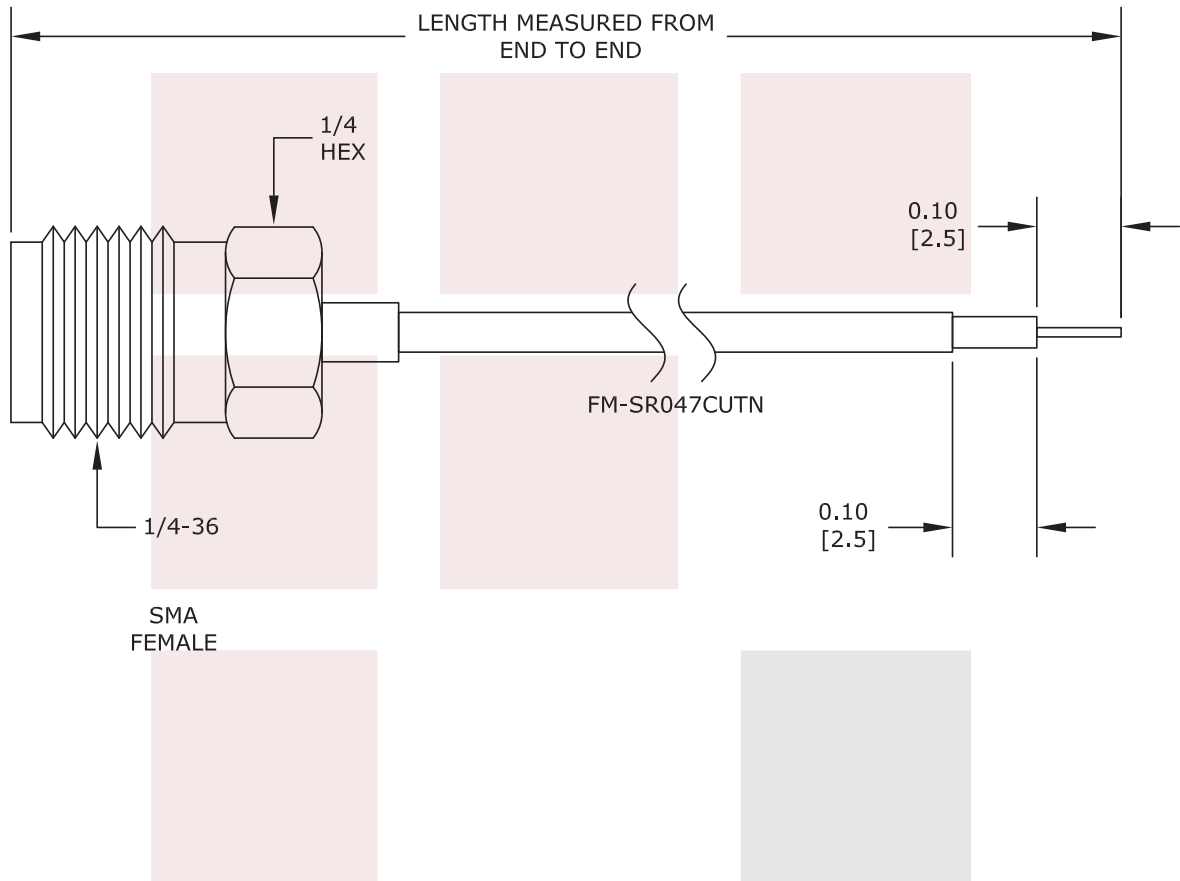 LENGTH MEASURED FROM
END TO END
1/4
HEX
0.10
[2.5]
FM-SR047CUTN
0.10
[2.5]
1/4-36
SMA
FEMALE